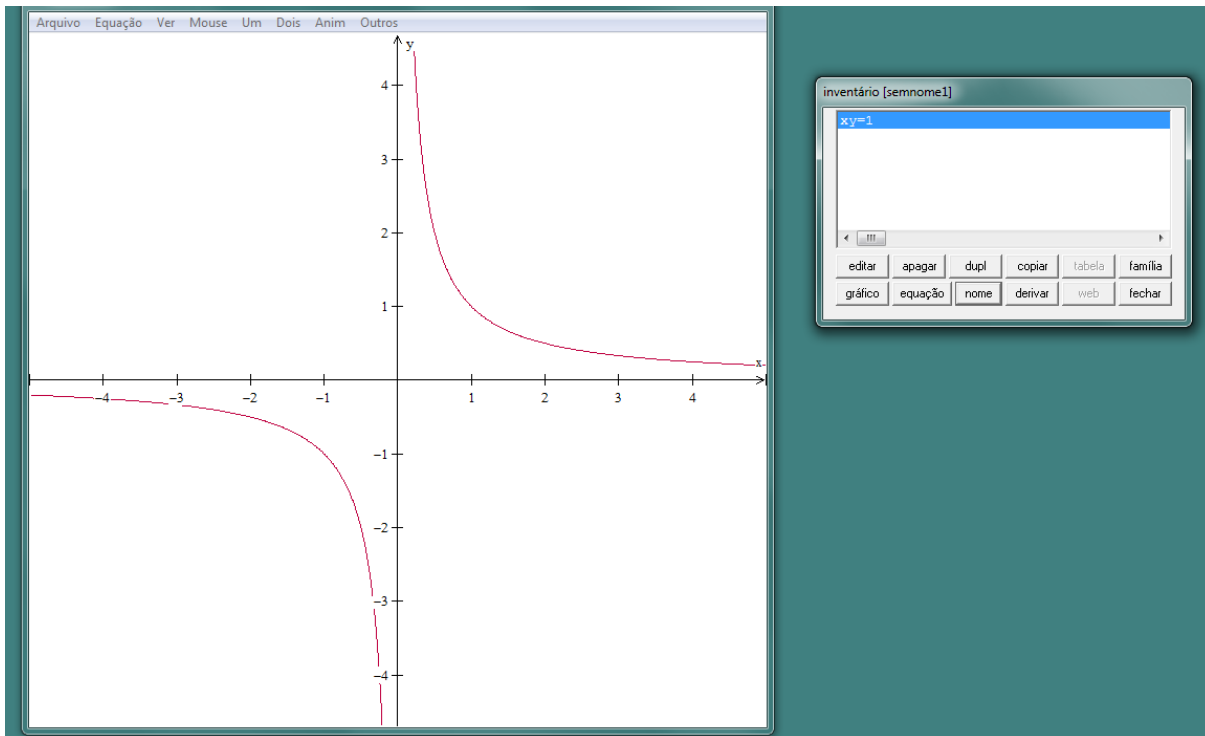 Arquivo Equação Ver Mouse Um Dois Anim Outros
y
4
3
2
1
x
-4 -3 -2 -1 1 2 3 4
-1
-2
-3
-4
inventário [semnome1]
xy=1
editar apagar dupl copiar tabela família
gráfico equação nome derivar web fechar